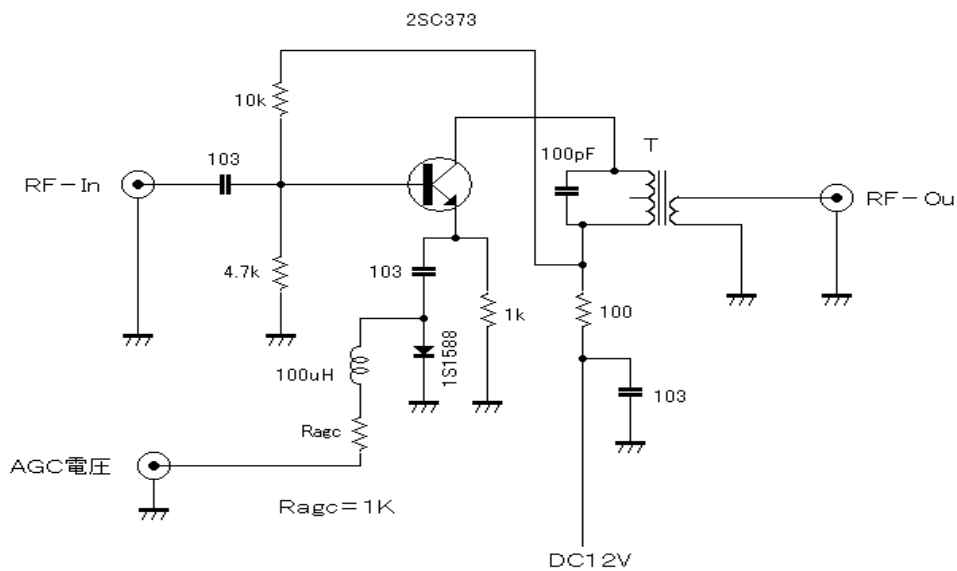 2SC373
10k
103
100pF
T
RF－In
RF－Ou
4.7k
103
1k
100
1S1588
100uH
103
Ragc
AGC電圧
Ragc＝1K
DC12V